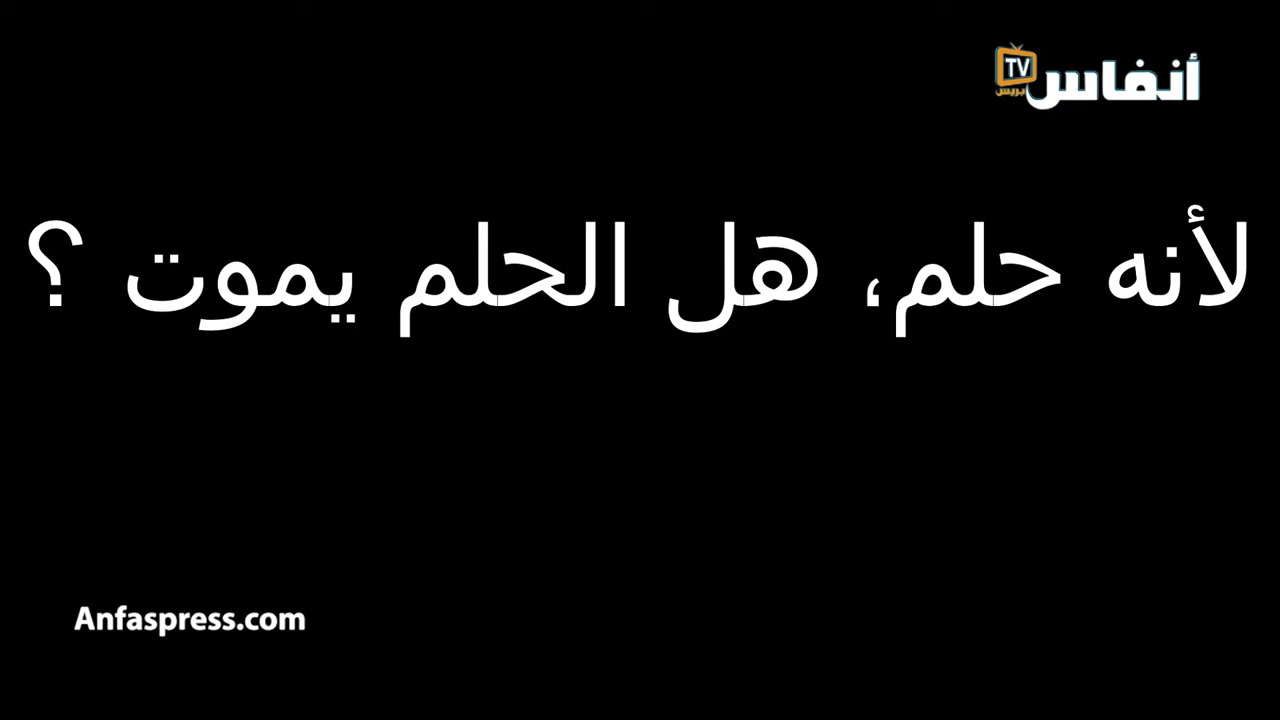 أنفاس
بريس
TV
لأنه حلم، هل الحلم يموت ؟
Anfaspress.com